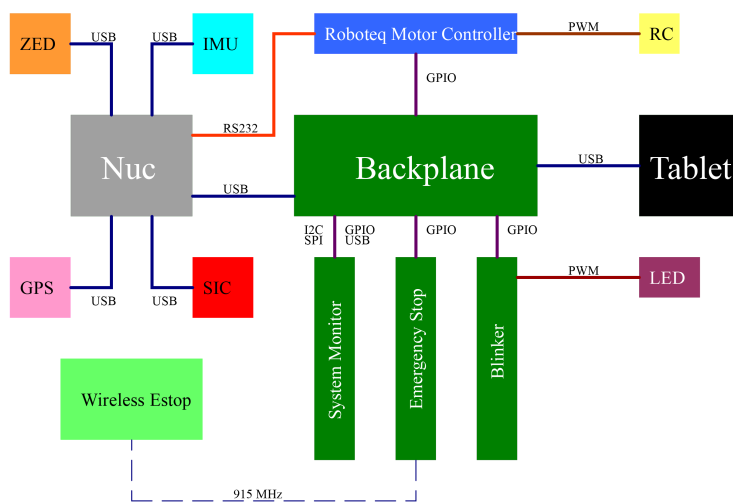 ZED
USB
USB
IMU
Roboteq Motor Controller
PWM
RC
GPIO
RS232
Nuc
Backplane
USB
Tablet
USB
I2C
SPI
GPIO
USB
GPIO
GPIO
GPS
USB
USB
SIC
PWM
LED
System Monitor
Emergency Stop
Blinker
Wireless Estop
915 MHz